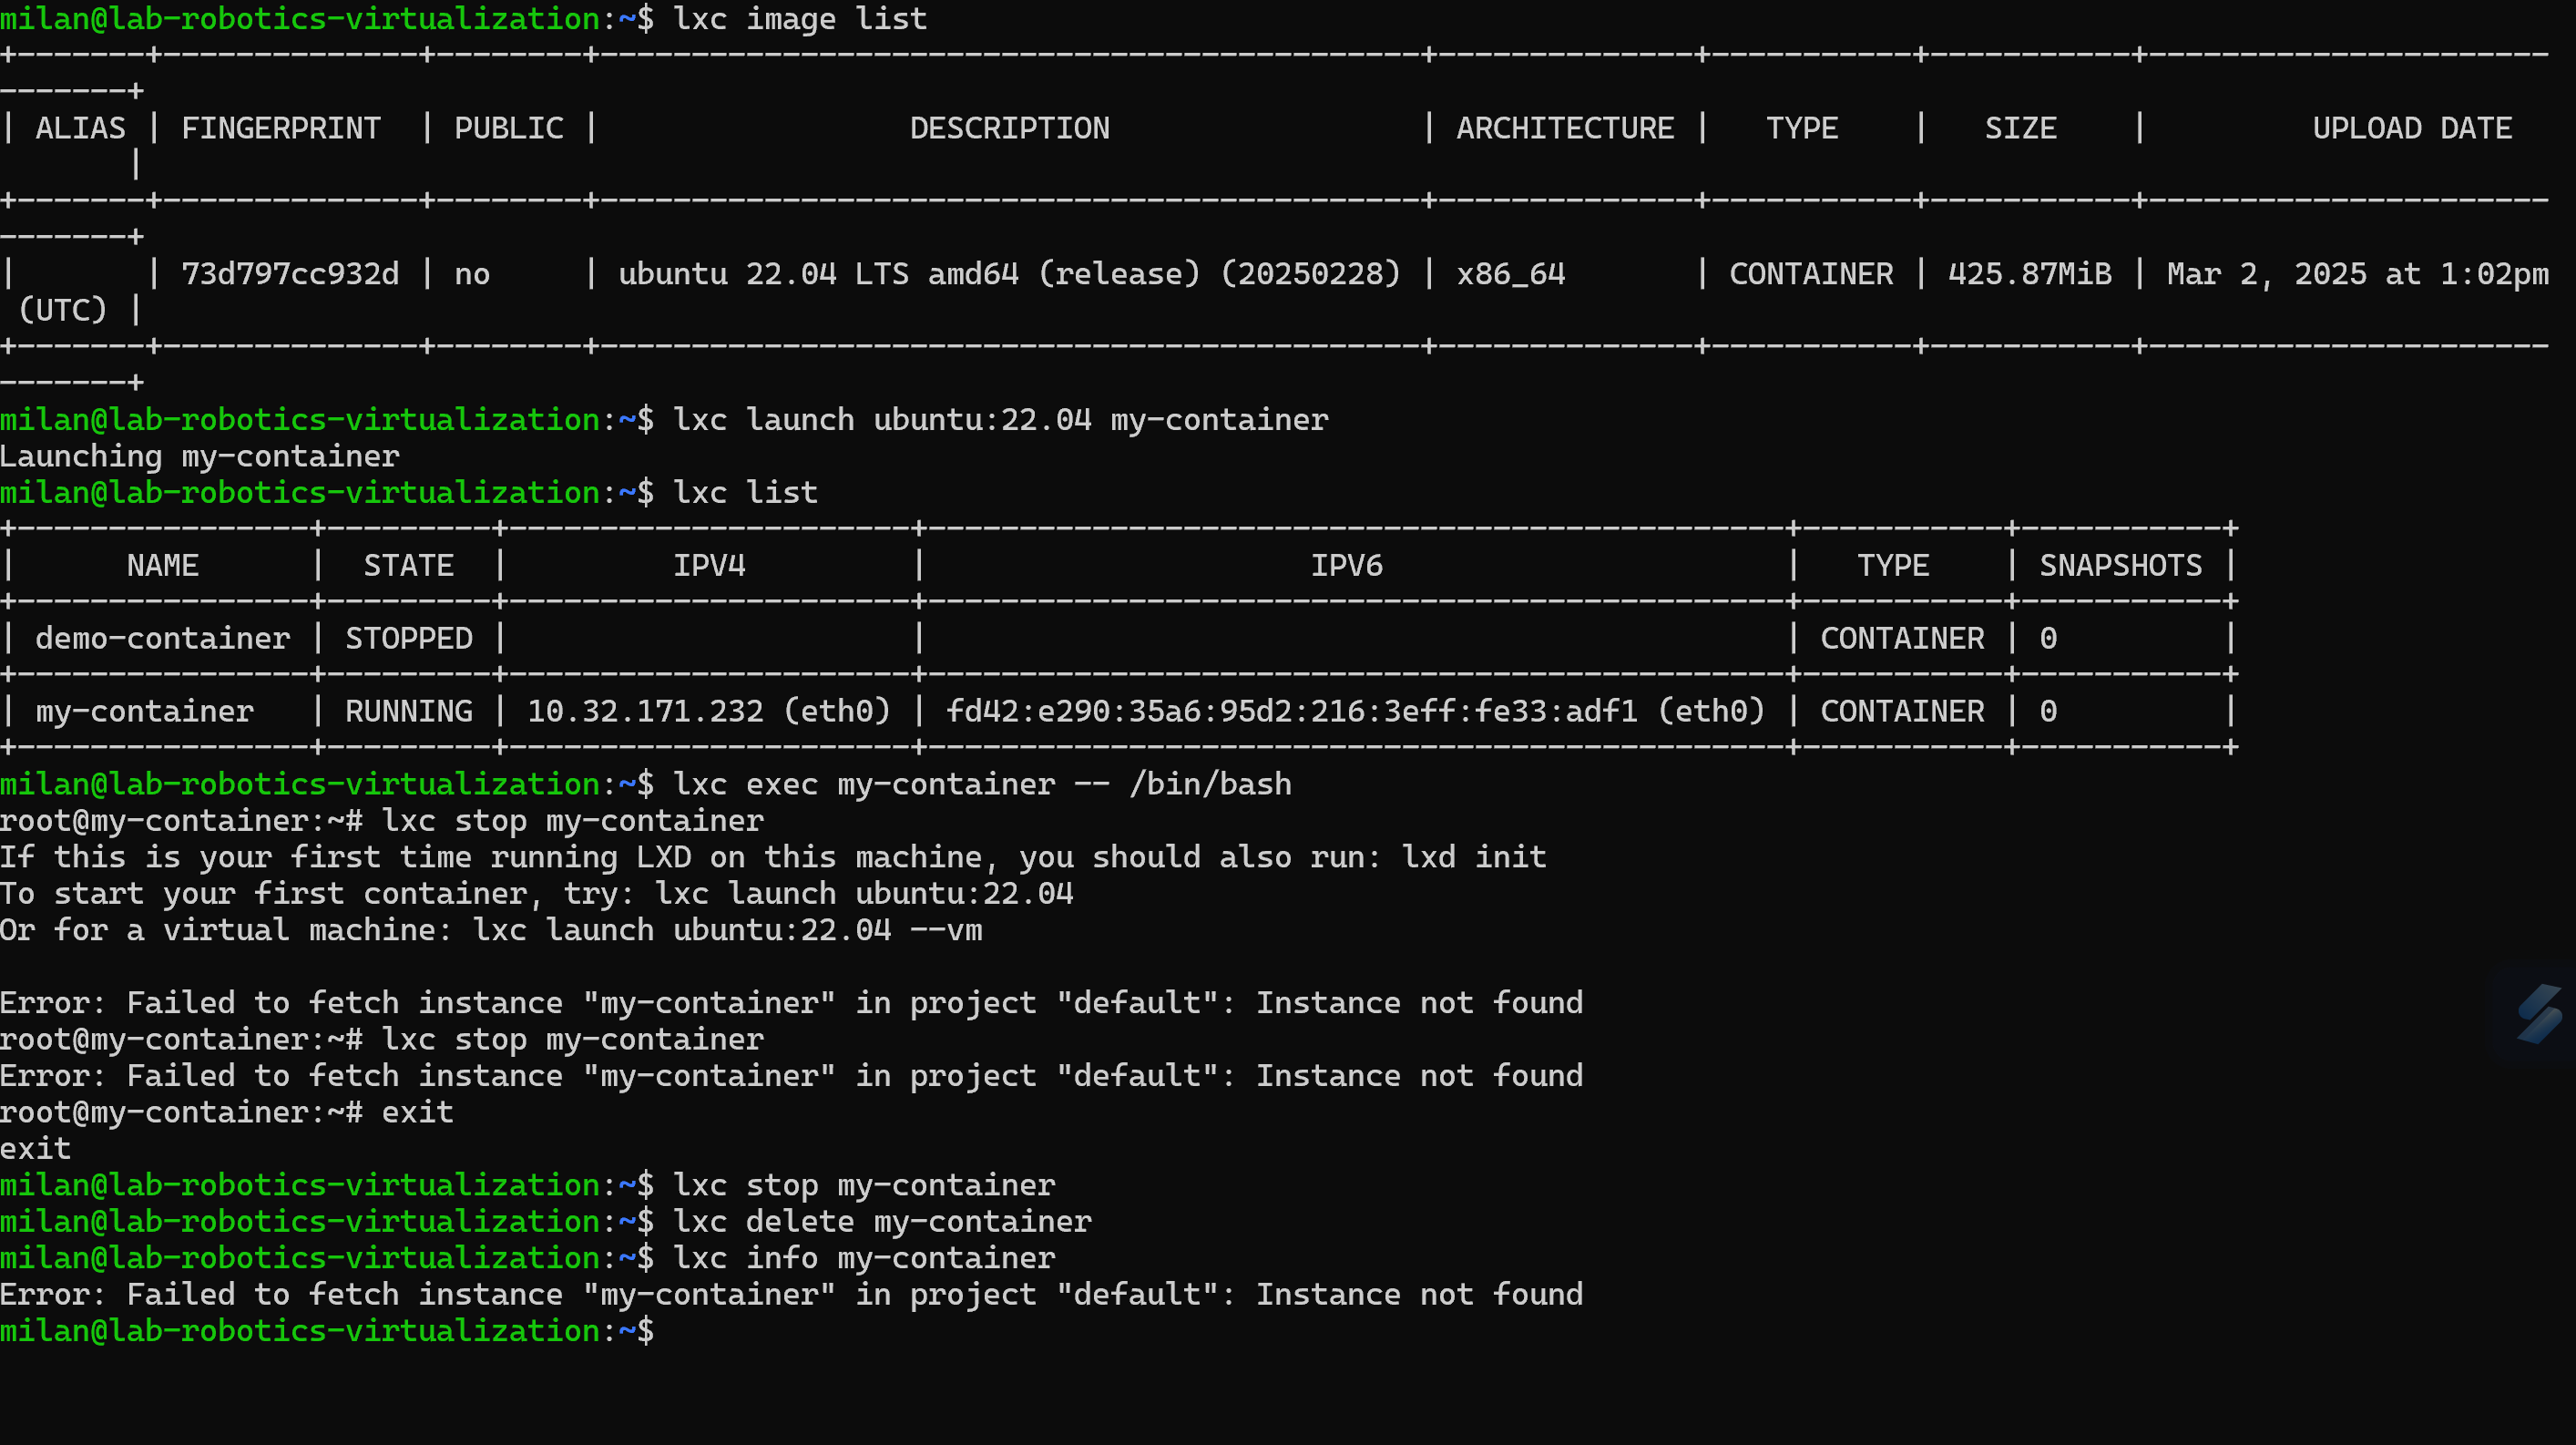 milan@lab-robotics-virtualization:~$ lxc image list
+-------+--------------+--------+---------------------------------------------+--------------+-----------+-----------+----------------------
-------+
| ALIAS | FINGERPRINT  | PUBLIC |                 DESCRIPTION                 | ARCHITECTURE |   TYPE    |   SIZE    |         UPLOAD DATE
       |
+-------+--------------+--------+---------------------------------------------+--------------+-----------+-----------+----------------------
-------+
|       | 73d797cc932d | no     | ubuntu 22.04 LTS amd64 (release) (20250228) | x86_64       | CONTAINER | 425.87MiB | Mar 2, 2025 at 1:02pm
 (UTC) |
+-------+--------------+--------+---------------------------------------------+--------------+-----------+-----------+----------------------
-------+
milan@lab-robotics-virtualization:~$ lxc launch ubuntu:22.04 my-container
Launching my-container
milan@lab-robotics-virtualization:~$ lxc list
+----------------+---------+----------------------+-----------------------------------------------+-----------+-----------+
|      NAME      |  STATE  |         IPV4         |                     IPV6                      |   TYPE    | SNAPSHOTS |
+----------------+---------+----------------------+-----------------------------------------------+-----------+-----------+
| demo-container | STOPPED |                      |                                               | CONTAINER | 0         |
+----------------+---------+----------------------+-----------------------------------------------+-----------+-----------+
| my-container   | RUNNING | 10.32.171.232 (eth0) | fd42:e290:35a6:95d2:216:3eff:fe33:adf1 (eth0) | CONTAINER | 0         |
+----------------+---------+----------------------+-----------------------------------------------+-----------+-----------+
milan@lab-robotics-virtualization:~$ lxc exec my-container -- /bin/bash
root@my-container:~# lxc stop my-container
If this is your first time running LXD on this machine, you should also run: lxd init
To start your first container, try: lxc launch ubuntu:22.04
Or for a virtual machine: lxc launch ubuntu:22.04 --vm

Error: Failed to fetch instance "my-container" in project "default": Instance not found
root@my-container:~# lxc stop my-container
Error: Failed to fetch instance "my-container" in project "default": Instance not found
root@my-container:~# exit
exit
milan@lab-robotics-virtualization:~$ lxc stop my-container
milan@lab-robotics-virtualization:~$ lxc delete my-container
milan@lab-robotics-virtualization:~$ lxc info my-container
Error: Failed to fetch instance "my-container" in project "default": Instance not found
milan@lab-robotics-virtualization:~$